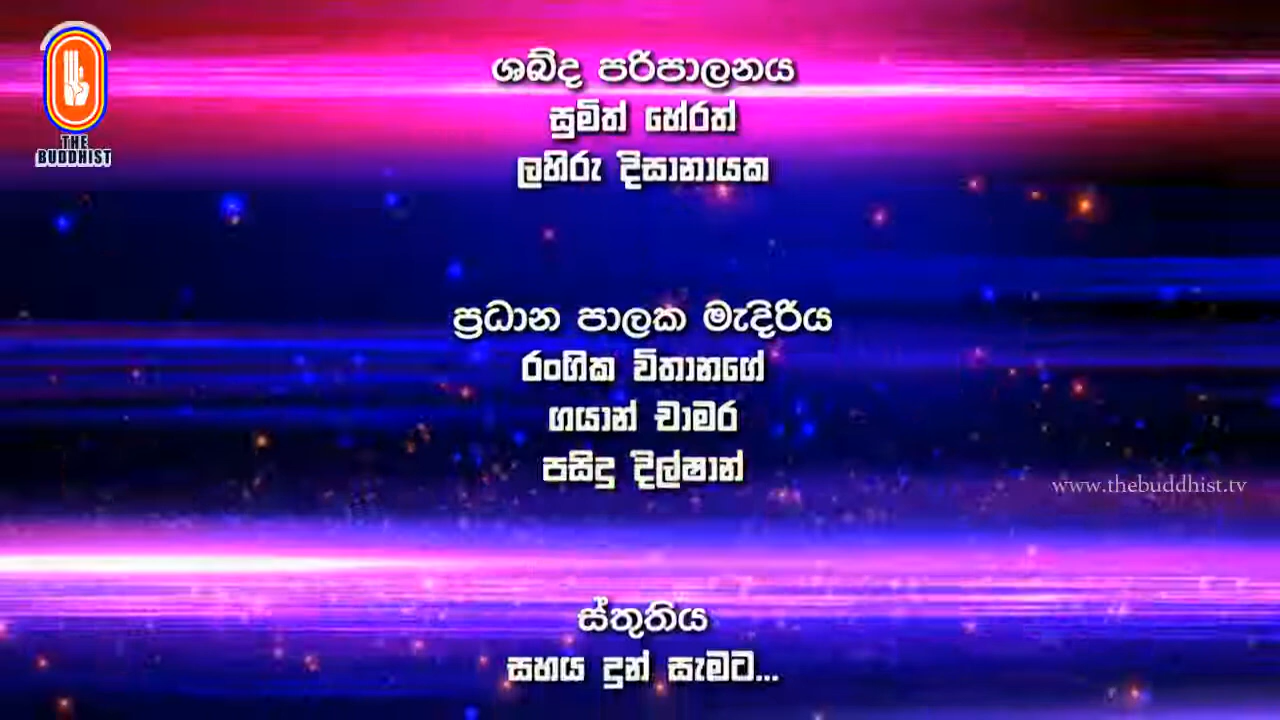 THE
BUDDHIST
ශබ්ද පරිපාලනය
සුමිත් හේරත්
ලහිරු දිසානායක
ප්‍රධාන පාලක මැදිරිය
රංගික විතානගේ
ගයාන් චාමර
පසිදු දිල්ෂාන්
www.thebuddhist.tv
ස්තුතිය
සහය දුන් සැමට...